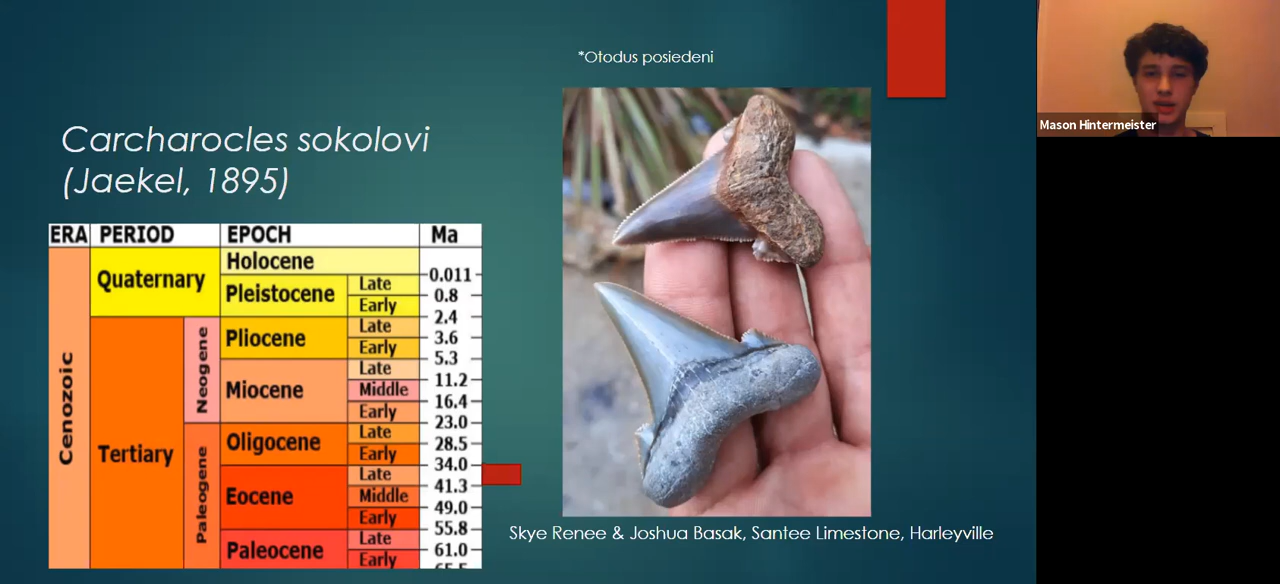 *Otodus posiedeni
Carcharocles sokolovi
(Jaekel, 1895)
ERA PERIOD EPOCH Ma
Cenozoic
Quaternary
Tertiary
Neogene
Paleogene
Holocene
0.011
Pleistocene
Late
0.8
Early
2.4
Pliocene
Late
3.6
Early
5.3
Miocene
Late
11.2
Middle
16.4
Early
23.0
Oligocene
Late
28.5
Early
34.0
Eocene
Late
41.3
Middle
49.0
Early
55.8
Paleocene
Late
61.0
Early
65.5
Skye Renee & Joshua Basak, Santee Limestone, Harleyville
Mason Hintermeister